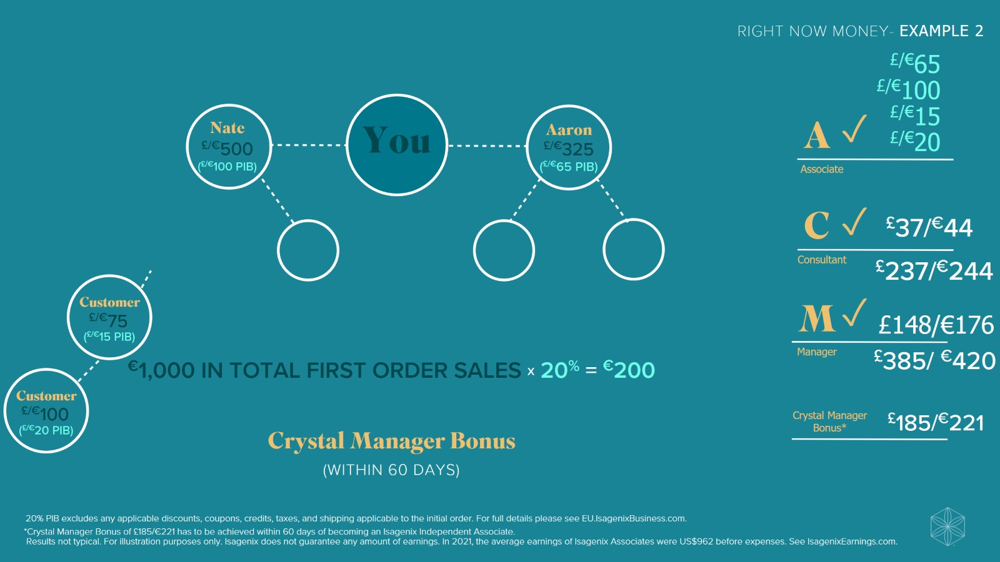 RIGHT NOW MONEY- EXAMPLE 2
£/€65
£/€100
£/€15
£/€20
A ✓
Associate
C ✓ £37/€44
Consultant
£237/€244
M ✓ £148/€176
Manager
£385/ €420
Crystal Manager
Bonus*
£185/€221
Nate
£/€500
(£/€100 PIB)
You
Aaron
£/€325
(£/€65 PIB)
Customer
£/€75
(£/€15 PIB)
Customer
£/€100
(£/€20 PIB)
€1,000 IN TOTAL FIRST ORDER SALES x 20% = €200
Crystal Manager Bonus
(WITHIN 60 DAYS)
20% PIB excludes any applicable discounts, coupons, credits, taxes, and shipping applicable to the initial order. For full details please see EU.IsagenixBusiness.com.
*Crystal Manager Bonus of £185/€221 has to be achieved within 60 days of becoming an Isagenix Independent Associate.
Results not typical. For illustration purposes only. Isagenix does not guarantee any amount of earnings. In 2021, the average earnings of Isagenix Associates were US$962 before expenses. See IsagenixEarnings.com.